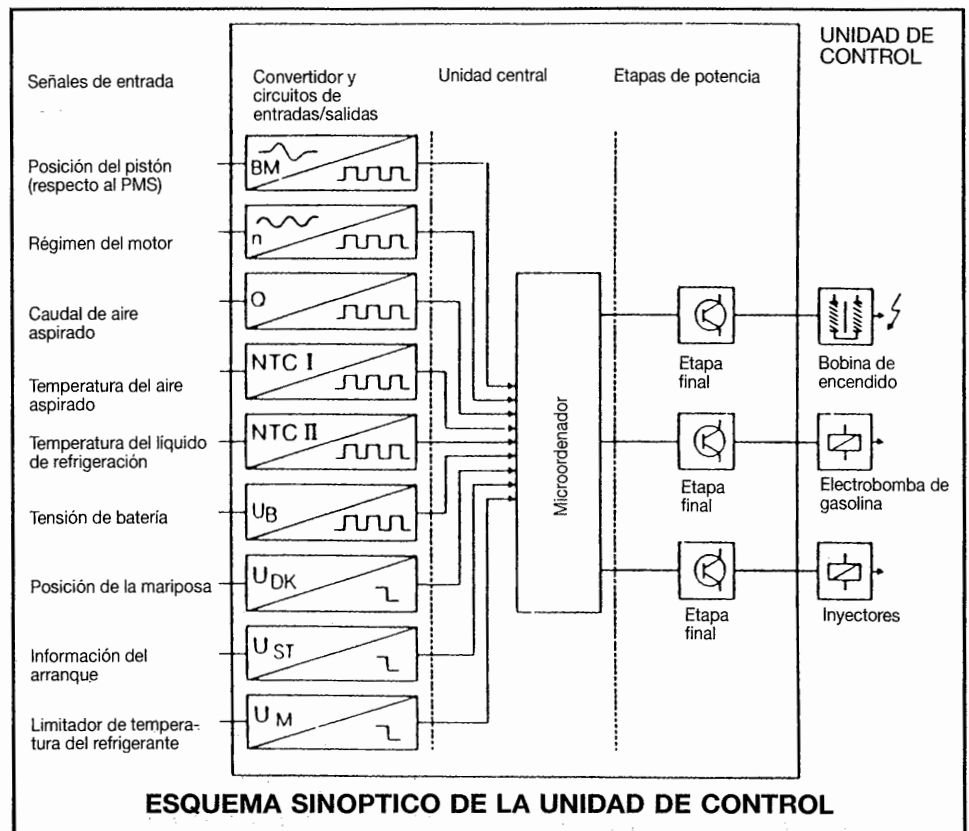 UNIDAD DE
CONTROL
Señales de entrada
Convertidor y
circuitos de
entradas/salidas
Unidad central
Etapas de potencia
Posición del pistón
(respecto al PMS)
BM
Régimen del motor
n
Caudal de aire
aspirado
Q
Temperatura del aire
aspirado
NTC I
Temperatura del líquido
de refrigeración
NTC II
Tensión de batería
UB
Posición de la mariposa
UDK
Información del
arranque
UST
Limitador de tempera-
tura del refrigerante
UM
Microordenador
Etapa
final
Bobina de
encendido
Etapa
final
Electrobomba de
gasolina
Etapa
final
Inyectores
ESQUEMA SINOPTICO DE LA UNIDAD DE CONTROL